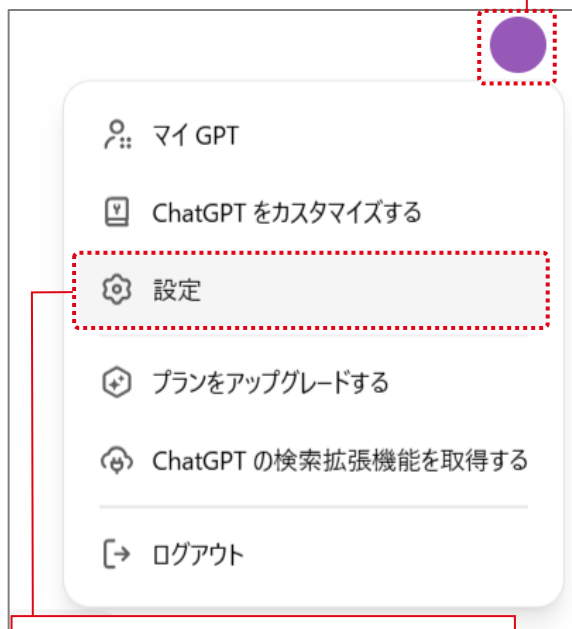 マイ GPT
ChatGPT をカスタマイズする
設定
プランをアップグレードする
ChatGPT の検索拡張機能を取得する
ログアウト